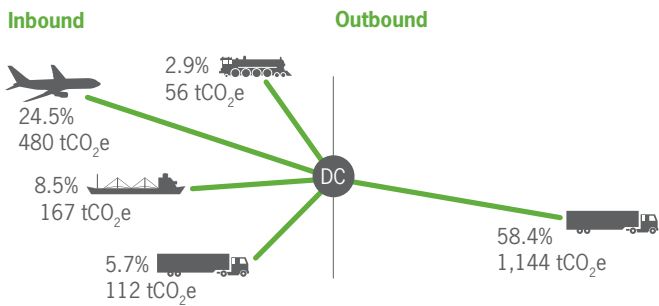 Inbound
Outbound
2.9%
56 tCO₂e
24.5%
480 tCO₂e
DC
8.5%
167 tCO₂e
58.4%
1,144 tCO₂e
5.7%
112 tCO₂e